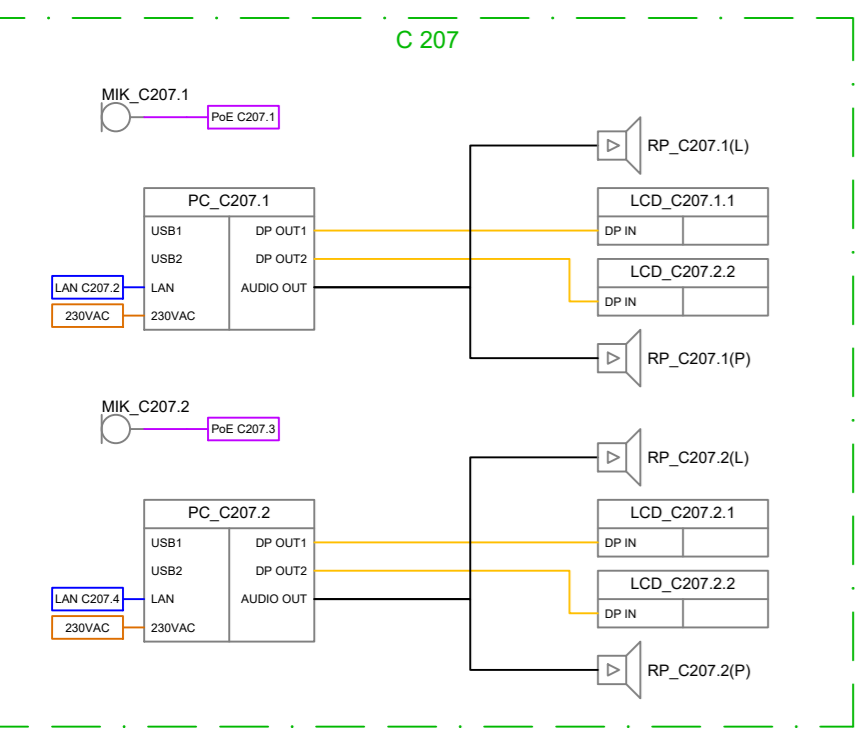 C 207
MIK_C207.1
PoE C207.1
RP_C207.1(L)
PC_C207.1
LCD_C207.1.1
USB1
DP OUT1
DP IN
USB2
DP OUT2
LCD_C207.2.2
LAN C207.2
LAN
AUDIO OUT
DP IN
230VAC
230VAC
RP_C207.1(P)
MIK_C207.2
PoE C207.3
RP_C207.2(L)
PC_C207.2
LCD_C207.2.1
USB1
DP OUT1
DP IN
USB2
DP OUT2
LCD_C207.2.2
LAN C207.4
LAN
AUDIO OUT
DP IN
230VAC
230VAC
RP_C207.2(P)